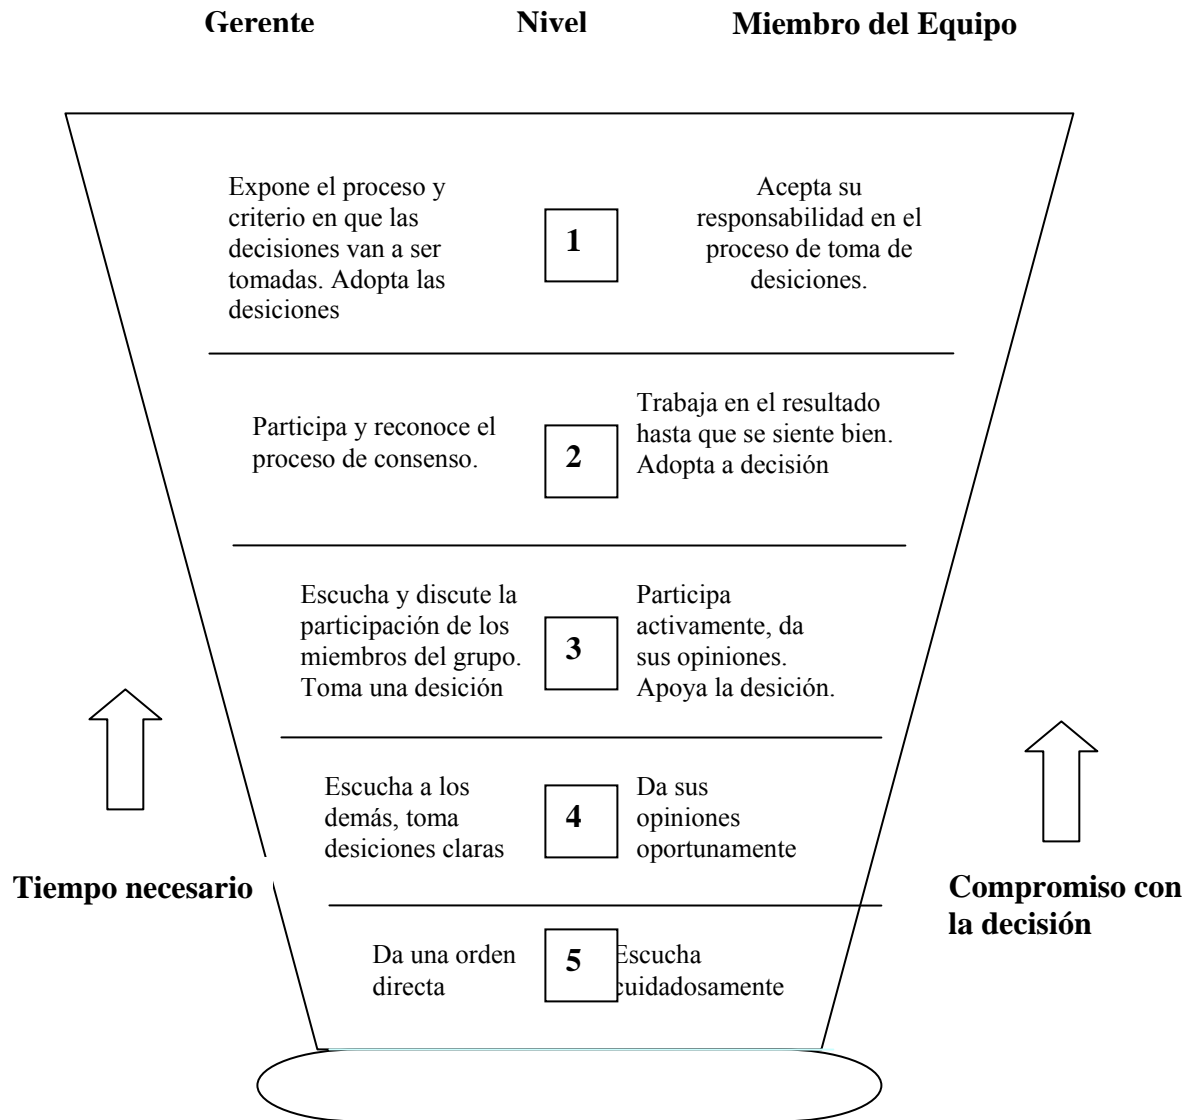 Gerente Nivel Miembro del Equipo
Expone el proceso y
criterio en que las
decisiones van a ser
tomadas. Adopta las
desiciones
1
Acepta su
responsabilidad en el
proceso de toma de
desiciones.
Participa y reconoce el
proceso de consenso.
2
Trabaja en el resultado
hasta que se siente bien.
Adopta a decisión
Escucha y discute la
participación de los
miembros del grupo.
Toma una desición
3
Participa
activamente, da
sus opiniones.
Apoya la desición.
Escucha a los
demás, toma
desiciones claras
4
Da sus
opiniones
oportunamente
Tiempo necesario
Compromiso con
la decisión
Da una orden
directa
5
Escucha
cuidadosamente